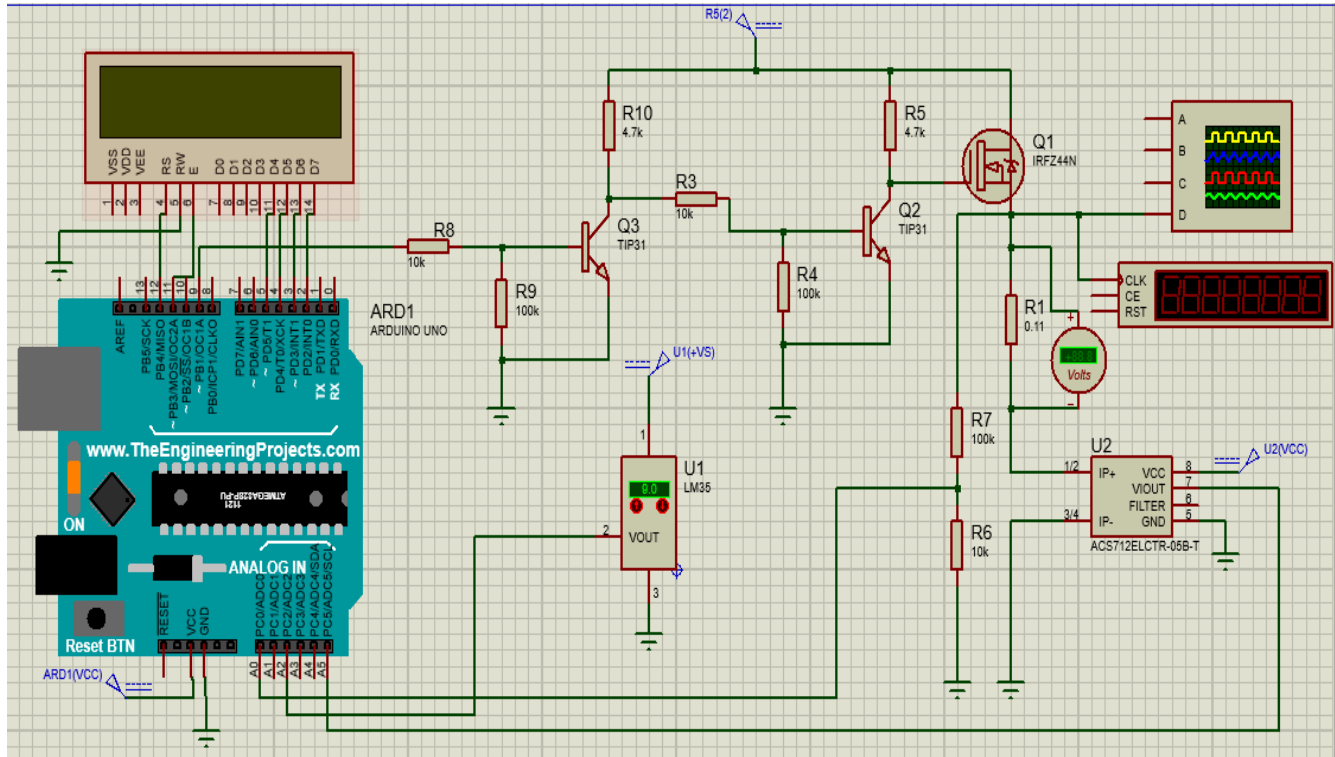 R5(2)
VSS
VDD
VEE
RS
RW
E
D0
D1
D2
D3
D4
D5
D6
D7
1
2
3
4
5
6
7
8
9
10
11
12
13
14
R10
4.7k
R5
4.7k
Q1
IRFZ44N
A
B
C
D
R3
10k
Q3
TIP31
Q2
TIP31
R8
10k
R9
100k
R4
100k
CLK
CE
RST
R1
0.11
+88.8
Volts
AREF
13
12
11
10
9
8
7
6
5
4
3
2
1
0
PB5/SCK
PB4/MISO
~ PB3/MOSI/OC2A
~ PB2/SS/OC1B
~ PB1/OC1A
PB0/ICP1/CLKO
PD7/AIN1
~ PD6/AIN0
~ PD5/T1
PD4/T0/XCK
~ PD3/INT1
PD2/INT0
PD1/TXD
PD0/RXD
TX
RX
ARD1
ARDUINO UNO
www.TheEngineeringProjects.com
ATMEGA328P-PU
1121
ON
ANALOG IN
Reset BTN
RESET
VCC
GND
PC0/ADC0
PC1/ADC1
PC2/ADC2
PC3/ADC3
PC4/ADC4/SDA
PC5/ADC5/SCL
A0
A1
A2
A3
A4
A5
ARD1(VCC)
U1(+VS)
1
U1
LM35
9.0
2
VOUT
3
R7
100k
R6
10k
U2
U2(VCC)
1/2
IP+
VCC
8
VIOUT
7
FILTER
6
3/4
IP-
GND
5
ACS712ELCTR-05B-T